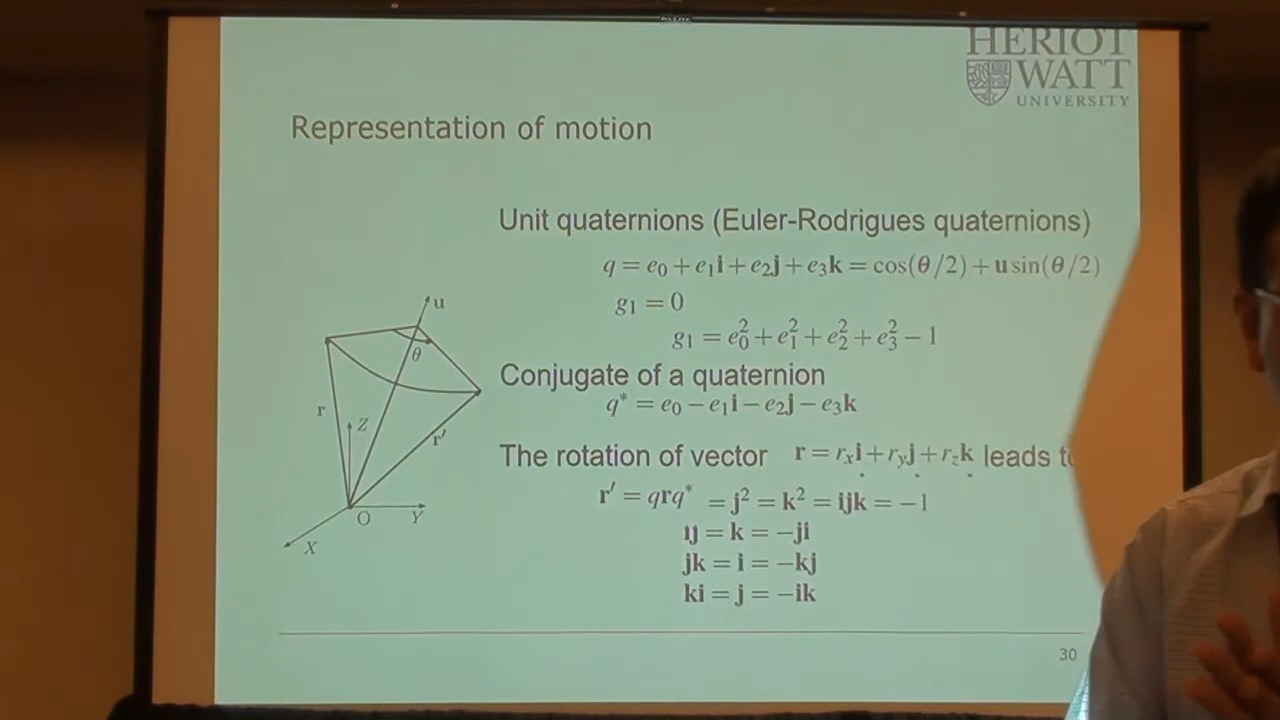 HERIOT
WATT
UNIVERSITY
Representation of motion
Unit quaternions (Euler-Rodrigues quaternions)
q = e₀ + e₁i + e₂j + e₃k = cos(θ/2) + u sin(θ/2)
g₁ = 0
g₁ = e₀² + e₁² + e₂² + e₃² − 1
Conjugate of a quaternion
q* = e₀ − e₁i − e₂j − e₃k
The rotation of vector r = rₓi + r_yj + r_zk leads
r′ = qrq* = j² = k² = ijk = −1
ij = k = −ji
jk = i = −kj
ki = j = −ik
u
θ
r
Z
r′
O
Y
X
30